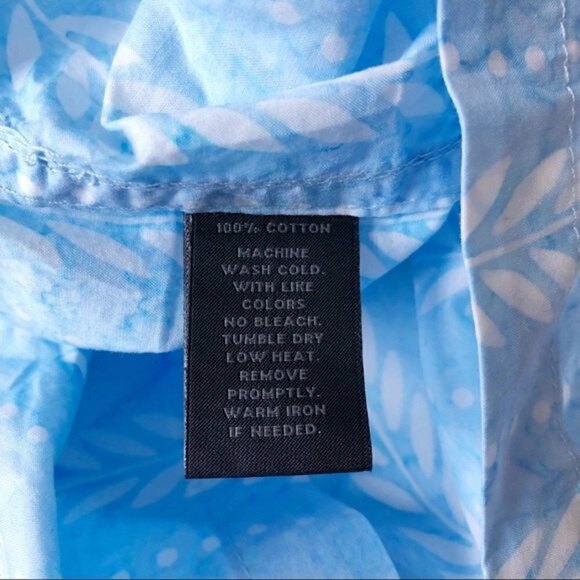 100% COTTON
MACHINE
WASH COLD.
WITH LIKE
COLORS
NO BLEACH.
TUMBLE DRY
LOW HEAT.
REMOVE
PROMPTLY.
WARM IRON
IF NEEDED.